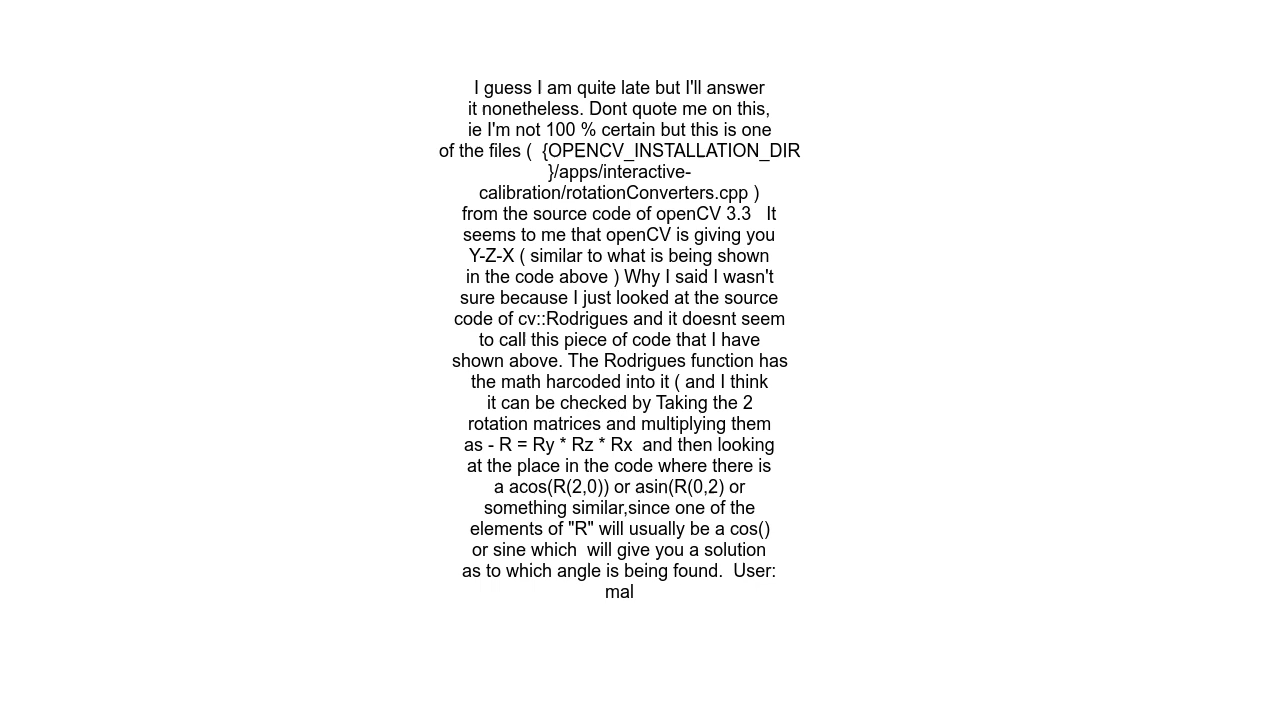 I guess I am quite late but I'll answer
it nonetheless. Dont quote me on this,
ie I'm not 100 % certain but this is one
of the files (  {OPENCV_INSTALLATION_DIR
}/apps/interactive-
calibration/rotationConverters.cpp )
from the source code of openCV 3.3   It
seems to me that openCV is giving you
Y-Z-X ( similar to what is being shown
in the code above ) Why I said I wasn't
sure because I just looked at the source
code of cv::Rodrigues and it doesnt seem
to call this piece of code that I have
shown above. The Rodrigues function has
the math harcoded into it ( and I think
it can be checked by Taking the 2
rotation matrices and multiplying them
as - R = Ry * Rz * Rx  and then looking
at the place in the code where there is
a acos(R(2,0)) or asin(R(0,2) or
something similar,since one of the
elements of "R" will usually be a cos()
or sine which  will give you a solution
as to which angle is being found.  User:
mal